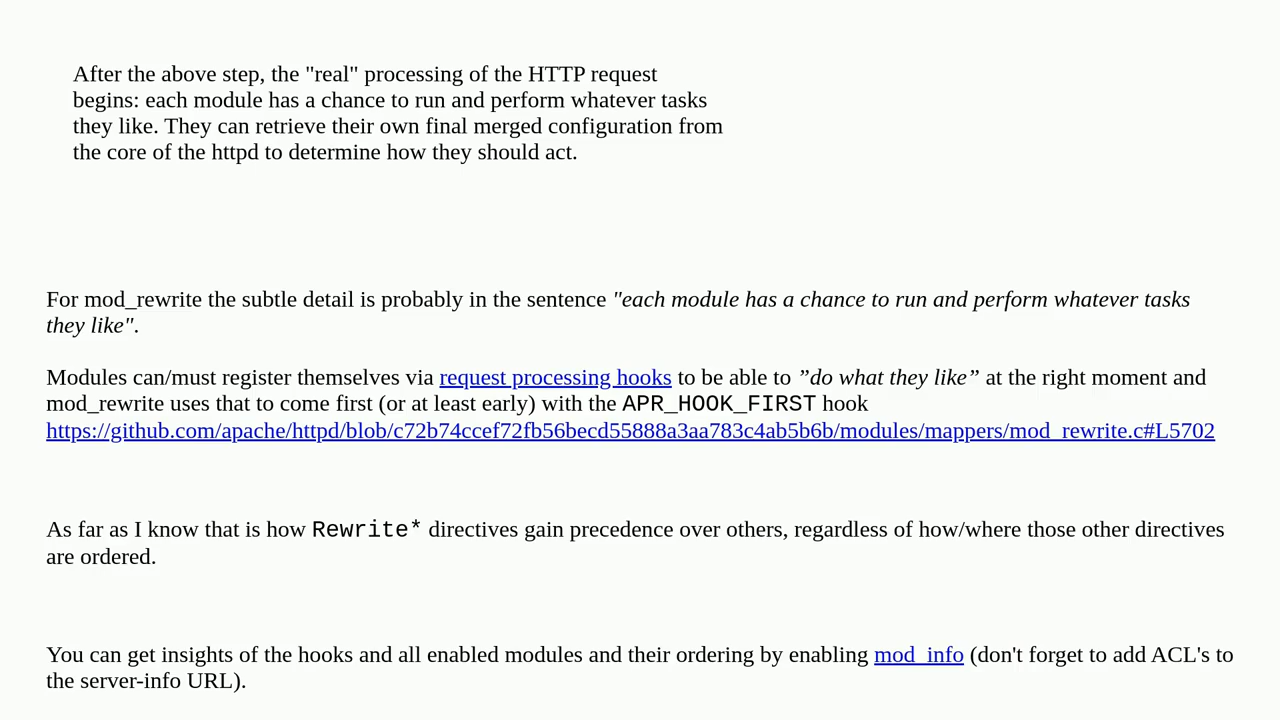 After the above step, the "real" processing of the HTTP request
begins: each module has a chance to run and perform whatever tasks
they like. They can retrieve their own final merged configuration from
the core of the httpd to determine how they should act.
For mod_rewrite the subtle detail is probably in the sentence "each module has a chance to run and perform whatever tasks
they like".
Modules can/must register themselves via request processing hooks to be able to ”do what they like” at the right moment and
mod_rewrite uses that to come first (or at least early) with the APR_HOOK_FIRST hook
https://github.com/apache/httpd/blob/c72b74ccef72fb56becd55888a3aa783c4ab5b6b/modules/mappers/mod_rewrite.c#L5702
As far as I know that is how Rewrite* directives gain precedence over others, regardless of how/where those other directives
are ordered.
You can get insights of the hooks and all enabled modules and their ordering by enabling mod_info (don't forget to add ACL's to
the server-info URL).